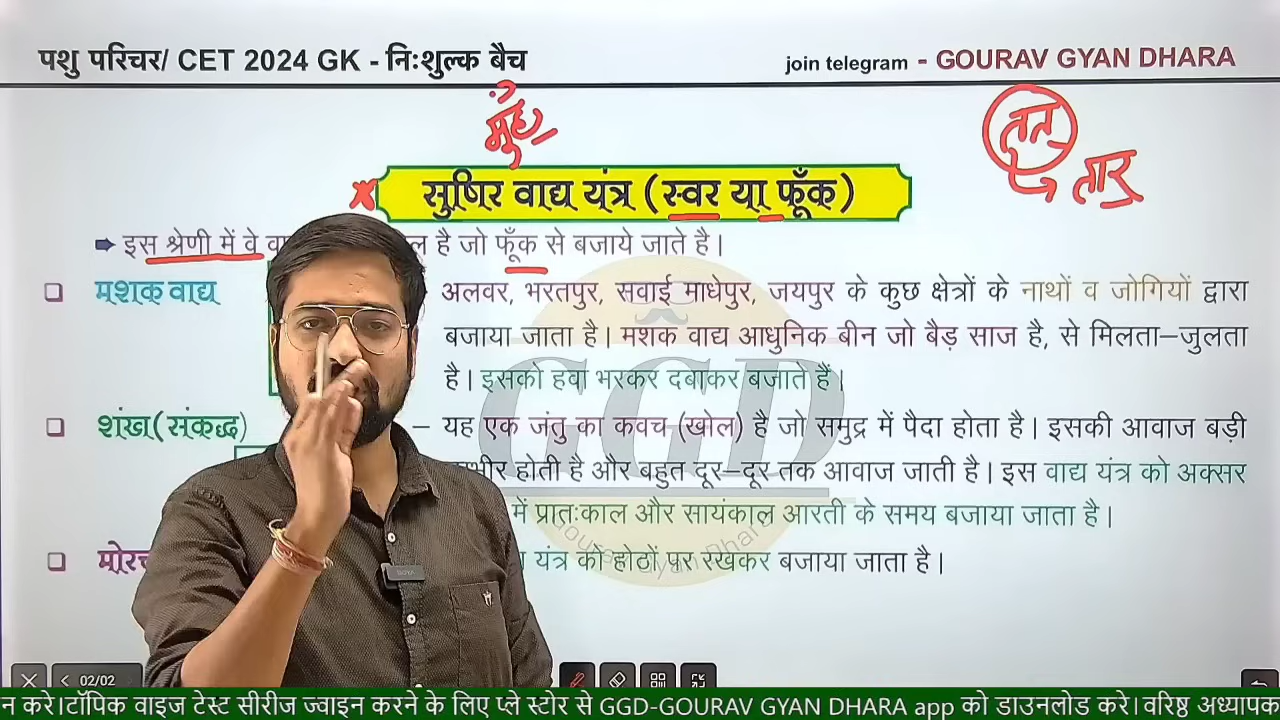 पशु परिचर/ CET 2024 GK - निःशुल्क बैच
join telegram - GOURAV GYAN DHARA
मुँह
तत
तार
सुषिर वाद्य यंत्र (स्वर या फूँक)
इस श्रेणी में वे है जो फूँक से बजाये जाते है।
मशक वाद्य
अलवर, भरतपुर, सवाई माधेपुर, जयपुर के कुछ क्षेत्रों के नाथों व जोगियों द्वारा
बजाया जाता है। मशक वाद्य आधुनिक बीन जो बैड़ साज है, से मिलता–जुलता
है। इसको हवा भरकर दबाकर बजाते हैं।
शंख(संकद्ध)
– यह एक जंतु का कवच (खोल) है जो समुद्र में पैदा होता है। इसकी आवाज बड़ी
होती है और बहुत दूर–दूर तक आवाज जाती है। इस वाद्य यंत्र को अक्सर
में प्रातःकाल और सायंकाल आरती के समय बजाया जाता है।
यंत्र को होठों पर रखकर बजाया जाता है।
GGD
02/02
न करे।टॉपिक वाइज टेस्ट सीरीज ज्वाइन करने के लिए प्ले स्टोर से GGD-GOURAV GYAN DHARA app को डाउनलोड करे। वरिष्ठ अध्यापक